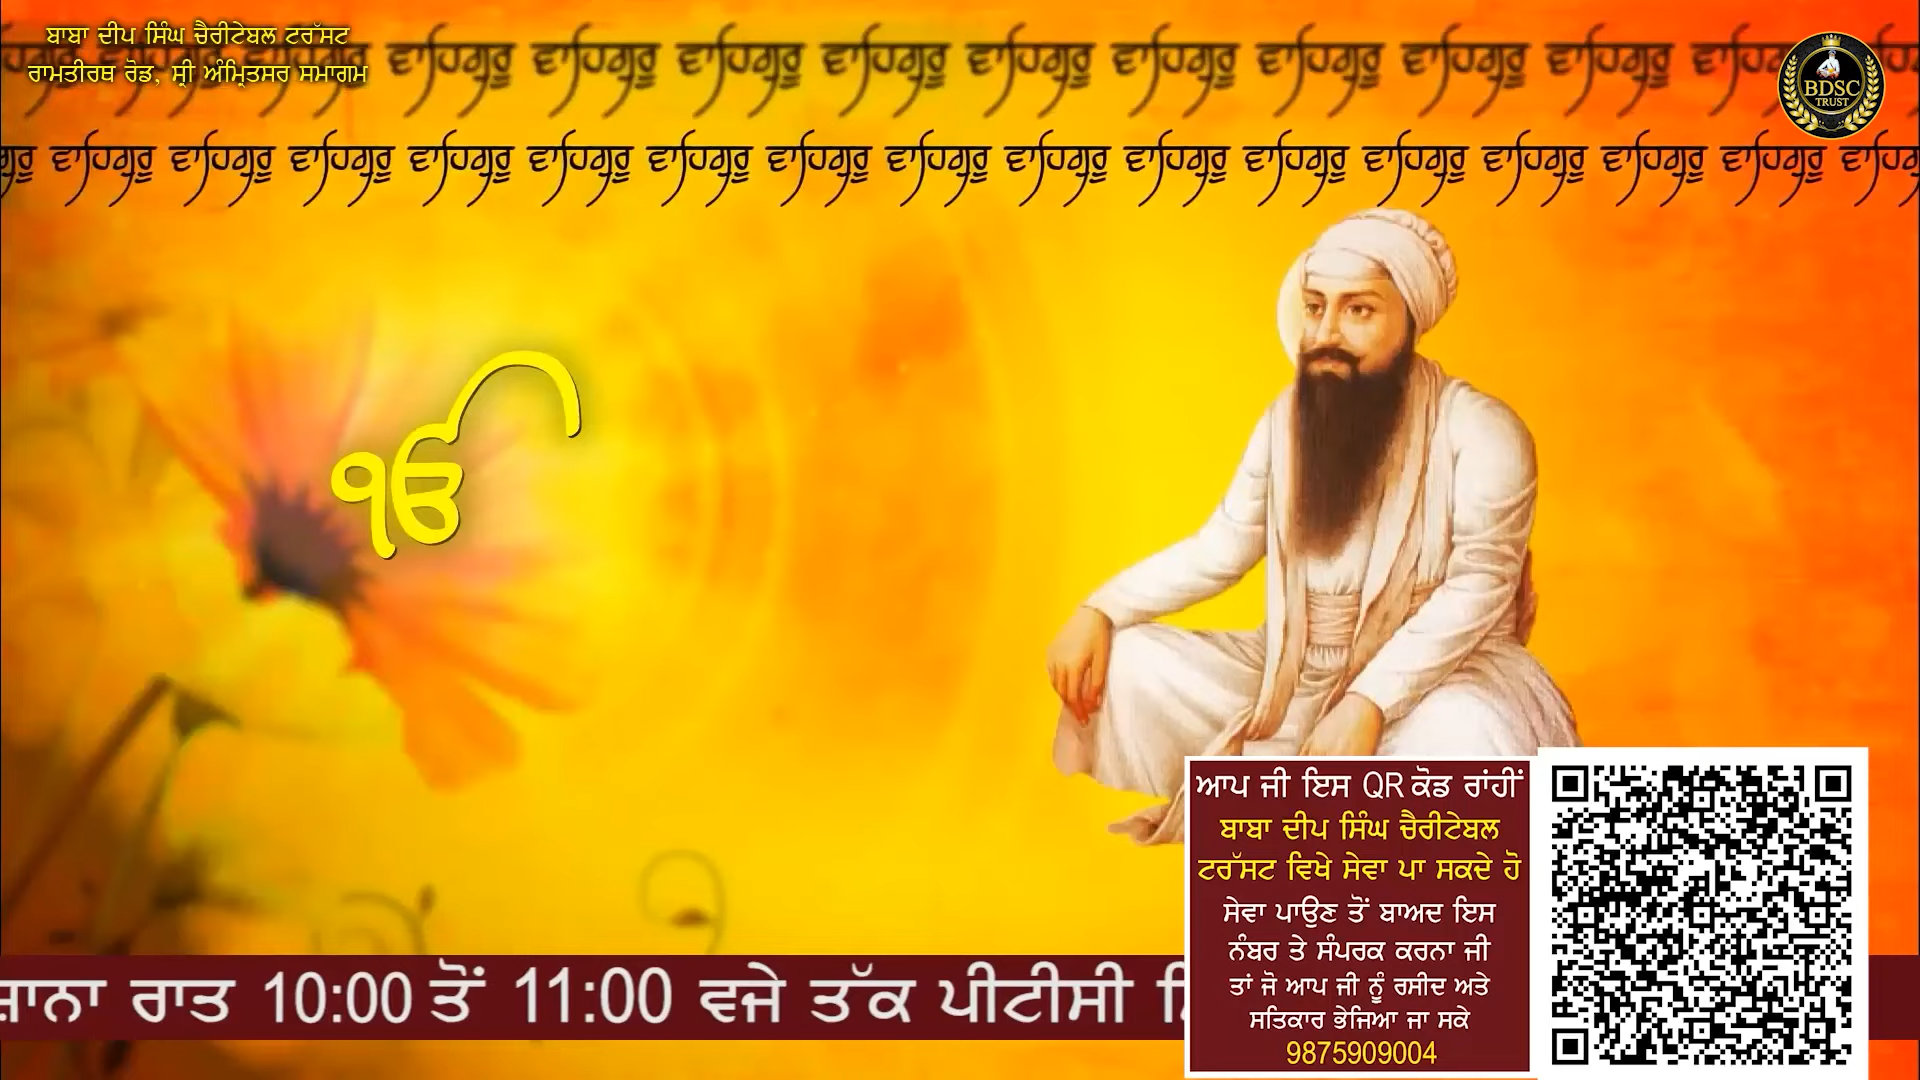 ਬਾਬਾ ਦੀਪ ਸਿੰਘ ਚੈਰੀਟੇਬਲ ਟਰੱਸਟ
ਰਾਮਤੀਰਥ ਰੋਡ, ਸ੍ਰੀ ਅੰਮ੍ਰਿਤਸਰ ਸਮਾਗਮ
ਵਾਹਿਗੁਰੂ ਵਾਹਿਗੁਰੂ ਵਾਹਿਗੁਰੂ ਵਾਹਿਗੁਰੂ ਵਾਹਿਗੁਰੂ ਵਾਹਿਗੁਰੂ ਵਾਹਿਗੁਰੂ ਵਾਹਿਗੁਰੂ ਵਾਹਿਗੁਰੂ
BDSC
TRUST
ਵਾਹਿਗੁਰੂ ਵਾਹਿਗੁਰੂ ਵਾਹਿਗੁਰੂ ਵਾਹਿਗੁਰੂ ਵਾਹਿਗੁਰੂ ਵਾਹਿਗੁਰੂ ਵਾਹਿਗੁਰੂ ਵਾਹਿਗੁਰੂ ਵਾਹਿਗੁਰੂ ਵਾਹਿਗੁਰੂ ਵਾਹਿਗੁਰੂ ਵਾਹਿਗੁਰੂ ਵਾਹਿਗੁਰੂ ਵਾਹਿਗੁਰੂ ਵਾਹਿਗੁਰੂ
ੴ
ਆਪ ਜੀ ਇਸ QR ਕੋਡ ਰਾਂਹੀਂ
ਬਾਬਾ ਦੀਪ ਸਿੰਘ ਚੈਰੀਟੇਬਲ
ਟਰੱਸਟ ਵਿਖੇ ਸੇਵਾ ਪਾ ਸਕਦੇ ਹੋ
ਸੇਵਾ ਪਾਉਣ ਤੋਂ ਬਾਅਦ ਇਸ
ਨੰਬਰ ਤੇ ਸੰਪਰਕ ਕਰਨਾ ਜੀ
ਤਾਂ ਜੋ ਆਪ ਜੀ ਨੂੰ ਰਸੀਦ ਅਤੇ
ਸਤਿਕਾਰ ਭੇਜਿਆ ਜਾ ਸਕੇ
9875909004
ਰਾਤ 10:00 ਤੋਂ 11:00 ਵਜੇ ਤੱਕ ਪੀਟੀਸੀ